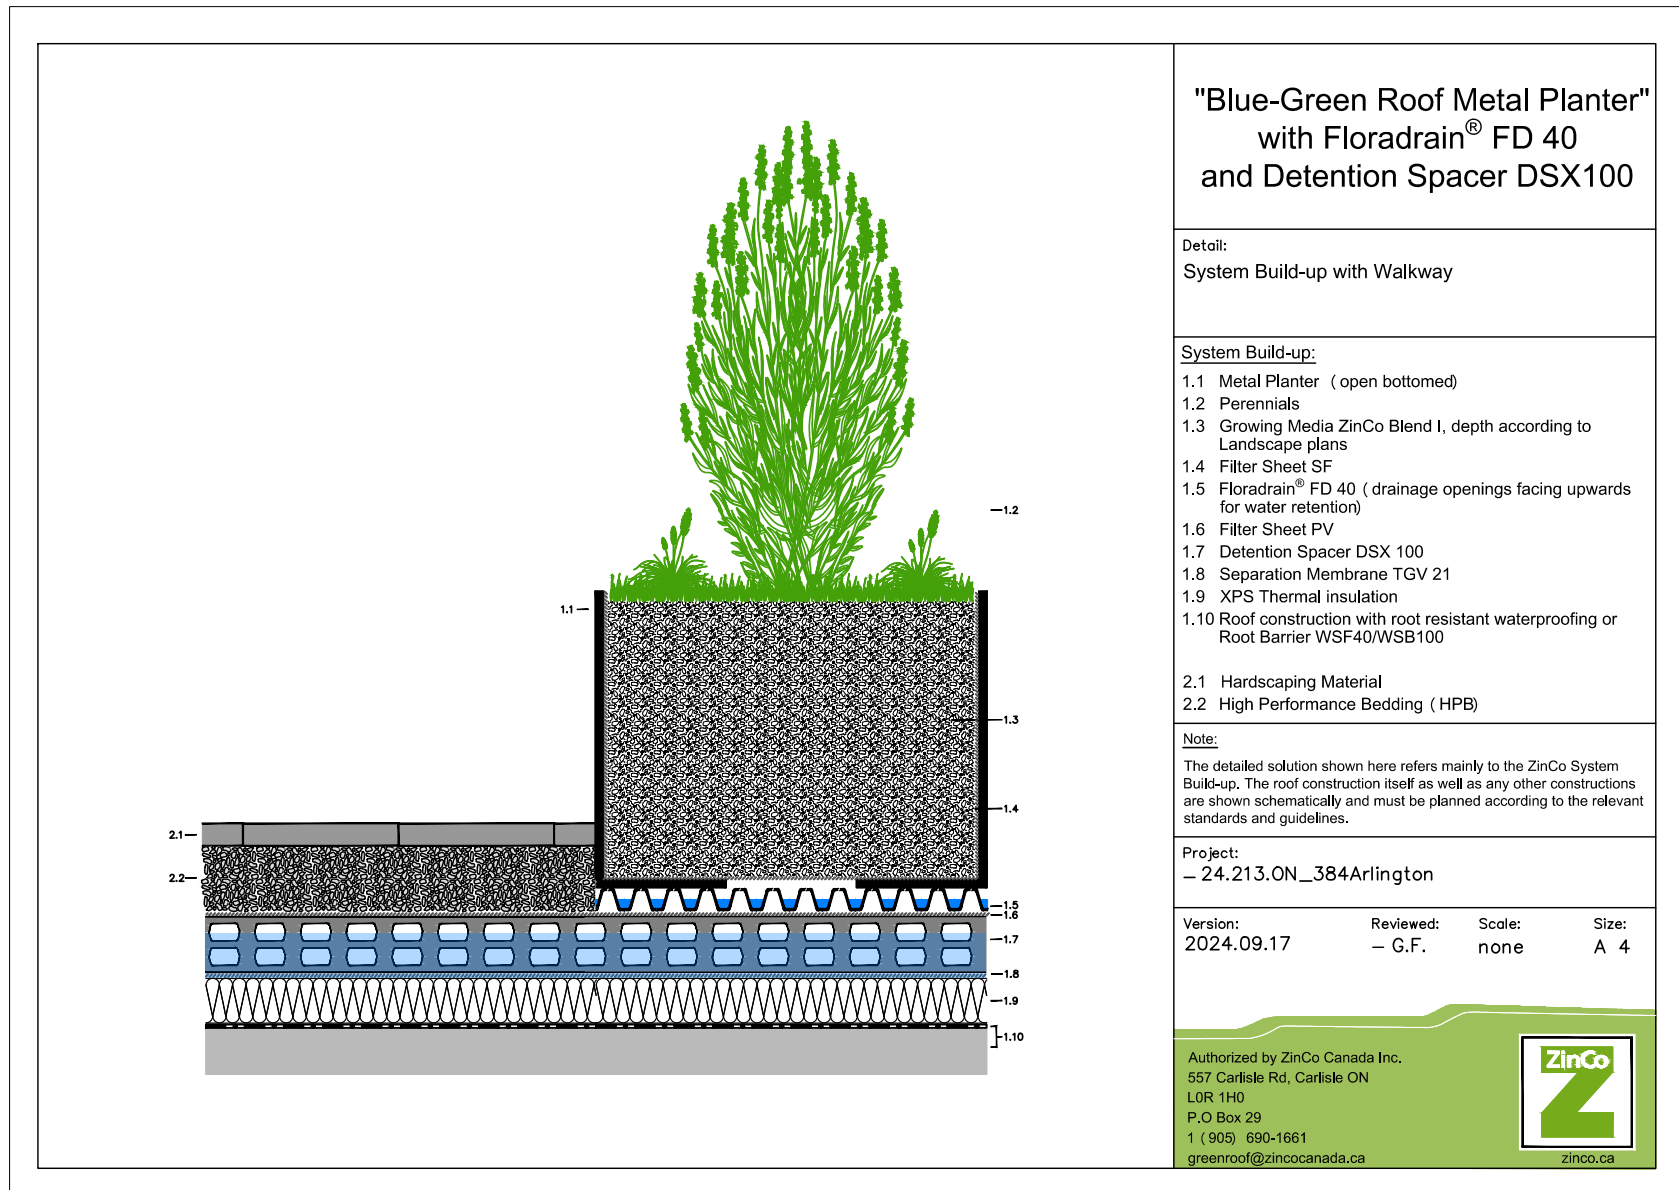 "Blue-Green Roof Metal Planter"
with Floradrain® FD 40
and Detention Spacer DSX100
Detail:
System Build-up with Walkway
System Build-up:
1.1 Metal Planter ( open bottomed)
1.2 Perennials
1.3 Growing Media ZinCo Blend I, depth according to
Landscape plans
1.4 Filter Sheet SF
1.5 Floradrain® FD 40 ( drainage openings facing upwards
for water retention)
1.6 Filter Sheet PV
1.7 Detention Spacer DSX 100
1.8 Separation Membrane TGV 21
1.9 XPS Thermal insulation
1.10 Roof construction with root resistant waterproofing or
Root Barrier WSF40/WSB100
2.1 Hardscaping Material
2.2 High Performance Bedding ( HPB)
Note:
The detailed solution shown here refers mainly to the ZinCo System
Build-up. The roof construction itself as well as any other constructions
are shown schematically and must be planned according to the relevant
standards and guidelines.
Project:
– 24.213.ON_384Arlington
Version: Reviewed: Scale: Size:
2024.09.17 – G.F. none A 4
Authorized by ZinCo Canada Inc.
557 Carlisle Rd, Carlisle ON
L0R 1H0
P.O Box 29
1 ( 905) 690-1661
greenroof@zincocanada.ca
ZinCo
Z
zinco.ca
1.2
1.1
1.3
1.4
2.1
2.2
1.5
1.6
1.7
1.8
1.9
1.10